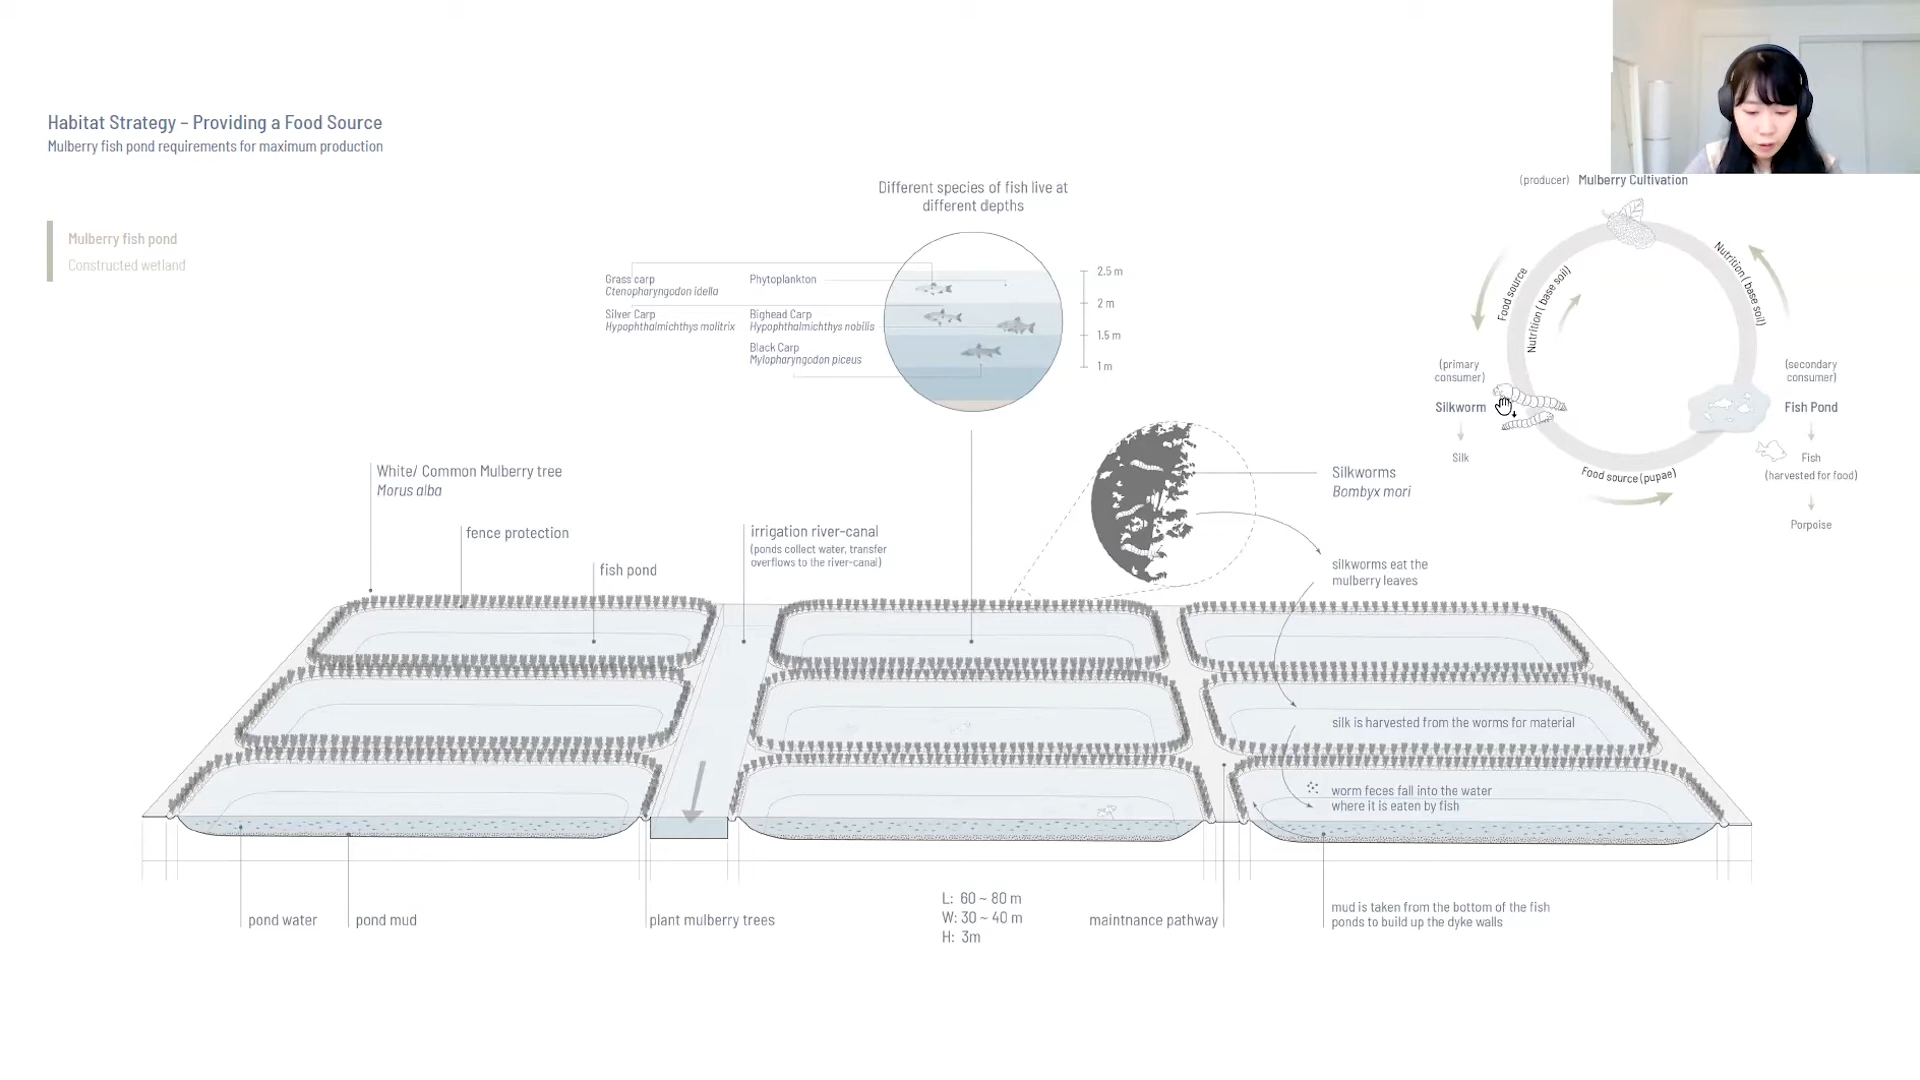 Habitat Strategy – Providing a Food Source
Mulberry fish pond requirements for maximum production
Mulberry fish pond
Constructed wetland
Different species of fish live at
different depths
Grass carp
Ctenopharyngodon idella
Phytoplankton
Silver Carp
Hypophthalmichthys molitrix
Bighead Carp
Hypophthalmichthys nobilis
Black Carp
Mylopharyngodon piceus
2.5 m
2 m
1.5 m
1 m
(producer) Mulberry Cultivation
Food source
Nutrition ( base soil)
Nutrition ( base soil)
(primary
consumer)
Silkworm
Silk
(secondary
consumer)
Fish Pond
Fish
(harvested for food)
Porpoise
Food source (pupae)
White/ Common Mulberry tree
Morus alba
fence protection
fish pond
irrigation river-canal
(ponds collect water, transfer
overflows to the river-canal)
Silkworms
Bombyx mori
silkworms eat the
mulberry leaves
silk is harvested from the worms for material
worm feces fall into the water
where it is eaten by fish
pond water
pond mud
plant mulberry trees
L: 60 ~ 80 m
W: 30 ~ 40 m
H: 3m
maintnance pathway
mud is taken from the bottom of the fish
ponds to build up the dyke walls